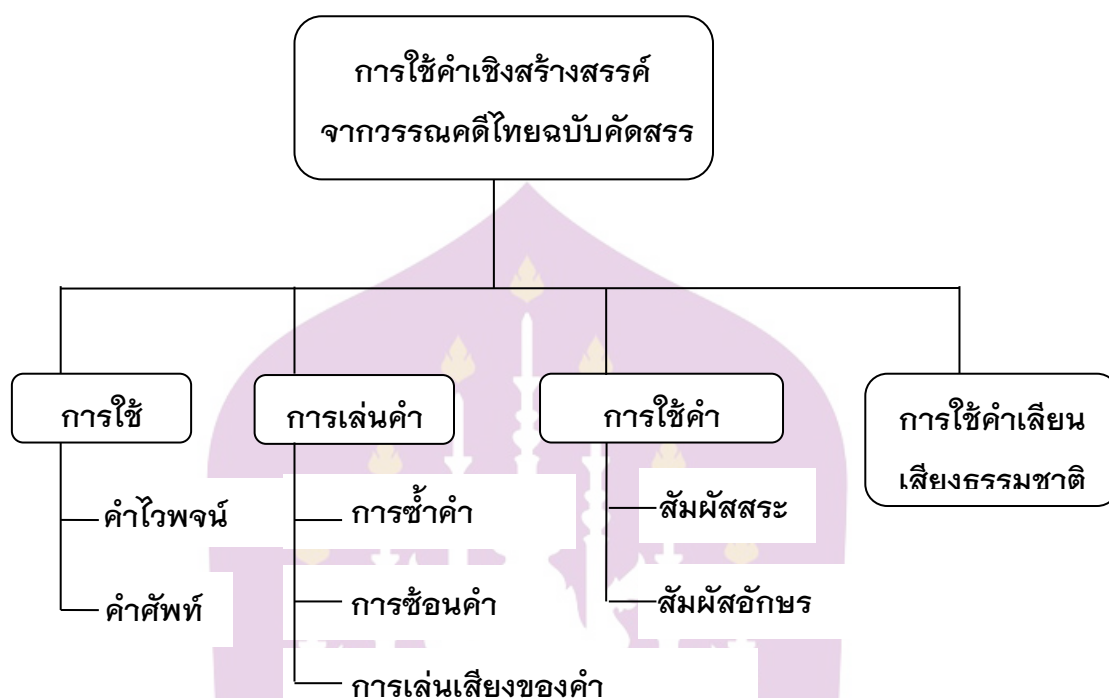 การใช้คำเชิงสร้างสรรค์
จากวรรณคดีไทยฉบับคัดสรร
การใช้
คำไวพจน์
คำศัพท์
การเล่นคำ
การซ้ำคำ
การซ้อนคำ
การเล่นเสียงของคำ
การใช้คำ
สัมผัสสระ
สัมผัสอักษร
การใช้คำเลียน
เสียงธรรมชาติ